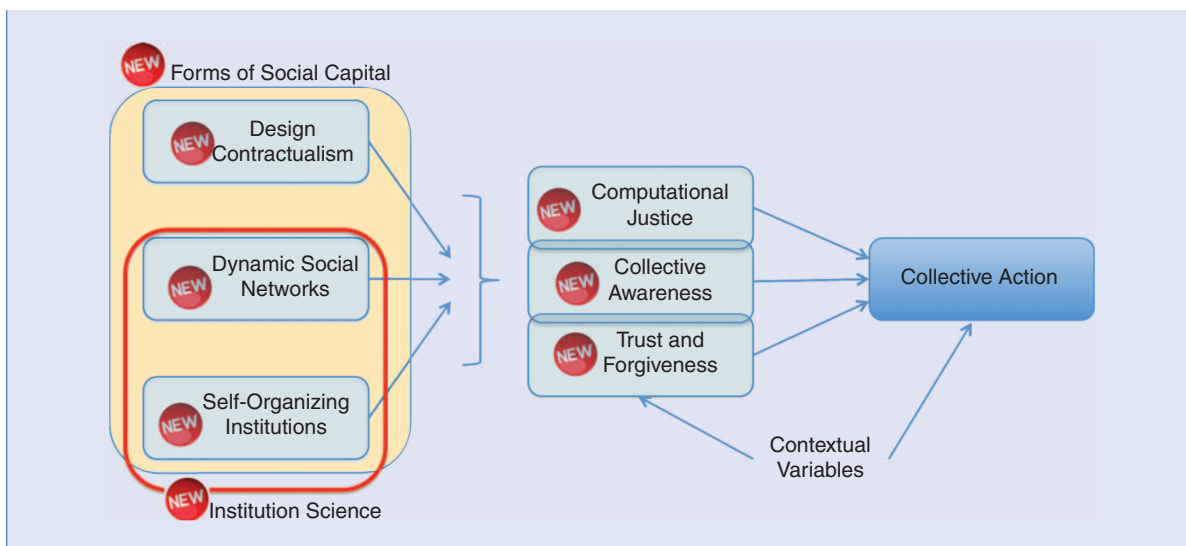 NEW Forms of Social Capital
NEW Design
Contractualism
NEW Dynamic Social
Networks
NEW Self-Organizing
Institutions
NEW Institution Science
NEW Computational
Justice
NEW Collective
Awareness
NEW Trust and
Forgiveness
Collective Action
Contextual
Variables